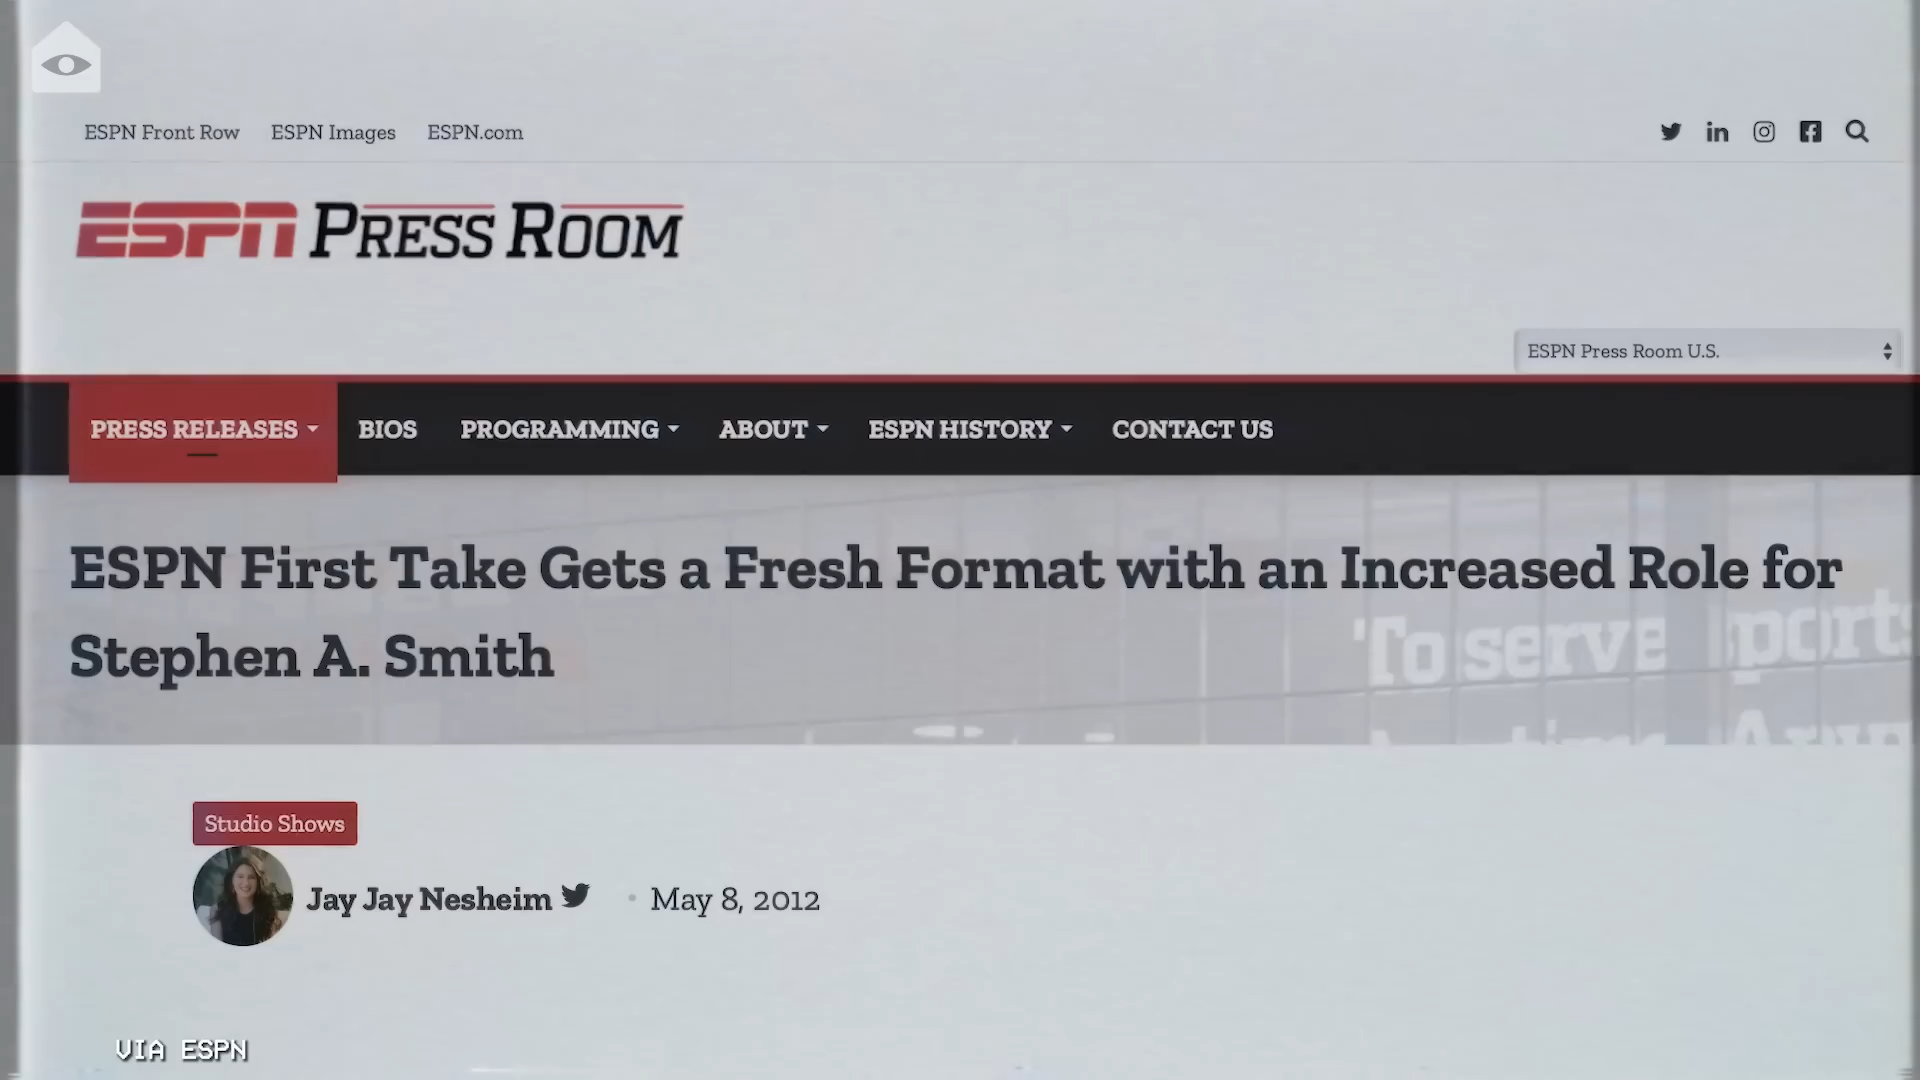 ESPN Front Row ESPN Images ESPN.com
ESPN PRESS ROOM
ESPN Press Room U.S.
PRESS RELEASES BIOS PROGRAMMING ABOUT ESPN HISTORY CONTACT US
ESPN First Take Gets a Fresh Format with an Increased Role for
Stephen A. Smith
To serve sports
Studio Shows
Jay Jay Nesheim • May 8, 2012
VIA ESPN